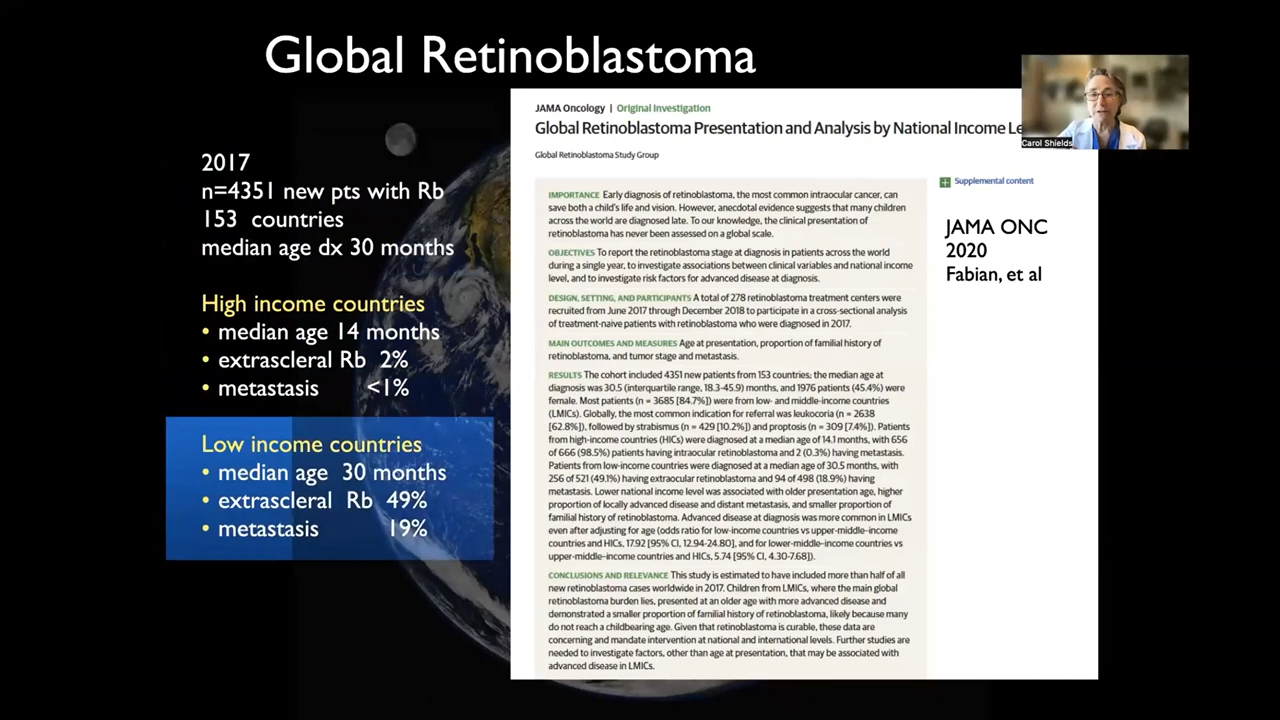 Global Retinoblastoma
2017
n=4351 new pts with Rb
153 countries
median age dx 30 months
High income countries
• median age 14 months
• extrascleral Rb 2%
• metastasis <1%
Low income countries
• median age 30 months
• extrascleral Rb 49%
• metastasis 19%
JAMA Oncology | Original Investigation
Global Retinoblastoma Presentation and Analysis by National Income
Global Retinoblastoma Study Group
IMPORTANCE Early diagnosis of retinoblastoma, the most common intraocular cancer, can
save both a child's life and vision. However, anecdotal evidence suggests that many children
across the world are diagnosed late. To our knowledge, the clinical presentation of
retinoblastoma has never been assessed on a global scale.
OBJECTIVES To report the retinoblastoma stage at diagnosis in patients across the world
during a single year, to investigate associations between clinical variables and national income
level, and to investigate risk factors for advanced disease at diagnosis.
DESIGN, SETTING, AND PARTICIPANTS A total of 278 retinoblastoma treatment centers were
recruited from June 2017 through December 2018 to participate in a cross-sectional analysis
of treatment-naive patients with retinoblastoma who were diagnosed in 2017.
MAIN OUTCOMES AND MEASURES Age at presentation, proportion of familial history of
retinoblastoma, and tumor stage and metastasis.
RESULTS The cohort included 4351 new patients from 153 countries; the median age at
diagnosis was 30.5 (interquartile range, 18.3-45.9) months, and 1976 patients (45.4%) were
female. Most patients (n = 3685 [84.7%]) were from low- and middle-income countries
(LMICs). Globally, the most common indication for referral was leukocoria (n = 2638
[62.8%]), followed by strabismus (n = 429 [10.2%]) and proptosis (n = 309 [7.4%]). Patients
from high-income countries (HICs) were diagnosed at a median age of 14.1 months, with 656
of 666 (98.5%) patients having intraocular retinoblastoma and 2 (0.3%) having metastasis.
Patients from low-income countries were diagnosed at a median age of 30.5 months, with
256 of 521 (49.1%) having extraocular retinoblastoma and 94 of 498 (18.9%) having
metastasis. Lower national income level was associated with older presentation age, higher
proportion of locally advanced disease and distant metastasis, and smaller proportion of
familial history of retinoblastoma. Advanced disease at diagnosis was more common in LMICs
even after adjusting for age (odds ratio for low-income countries vs upper-middle-income
countries and HICs, 17.92 [95% CI, 12.94-24.80], and for lower-middle-income countries vs
upper-middle-income countries and HICs, 5.74 [95% CI, 4.30-7.68]).
CONCLUSIONS AND RELEVANCE This study is estimated to have included more than half of all
new retinoblastoma cases worldwide in 2017. Children from LMICs, where the main global
retinoblastoma burden lies, presented at an older age with more advanced disease and
demonstrated a smaller proportion of familial history of retinoblastoma, likely because many
do not reach a childbearing age. Given that retinoblastoma is curable, these data are
concerning and mandate intervention at national and international levels. Further studies are
needed to investigate factors, other than age at presentation, that may be associated with
advanced disease in LMICs.
Supplemental content
JAMA ONC
2020
Fabian, et al
Carol Shields